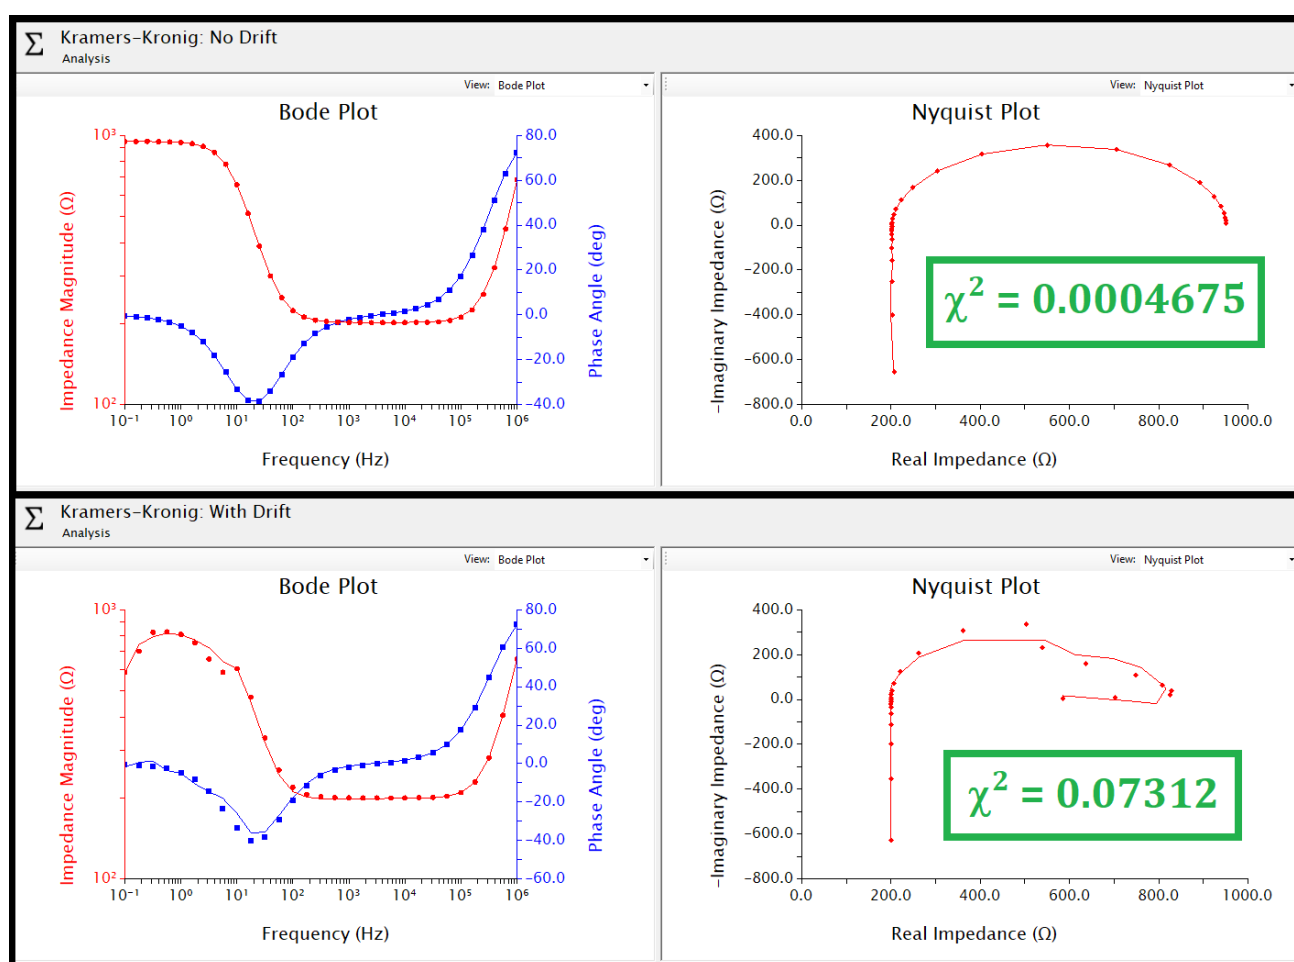 Σ Kramers–Kronig: No Drift
Analysis
View: Bode Plot
View: Nyquist Plot
Bode Plot
10³
10²
Impedance Magnitude (Ω)
80.0
60.0
40.0
20.0
0.0
−20.0
−40.0
Phase Angle (deg)
10⁻¹ 10⁰ 10¹ 10² 10³ 10⁴ 10⁵ 10⁶
Frequency (Hz)
Nyquist Plot
400.0
200.0
0.0
−200.0
−400.0
−600.0
−800.0
−Imaginary Impedance (Ω)
χ² = 0.0004675
0.0 200.0 400.0 600.0 800.0 1000.0
Real Impedance (Ω)
Σ Kramers–Kronig: With Drift
Analysis
View: Bode Plot
View: Nyquist Plot
Bode Plot
10³
10²
Impedance Magnitude (Ω)
80.0
60.0
40.0
20.0
0.0
−20.0
−40.0
−60.0
Phase Angle (deg)
10⁻¹ 10⁰ 10¹ 10² 10³ 10⁴ 10⁵ 10⁶
Frequency (Hz)
Nyquist Plot
400.0
200.0
0.0
−200.0
−400.0
−600.0
−800.0
−Imaginary Impedance (Ω)
χ² = 0.07312
0.0 200.0 400.0 600.0 800.0 1000.0
Real Impedance (Ω)